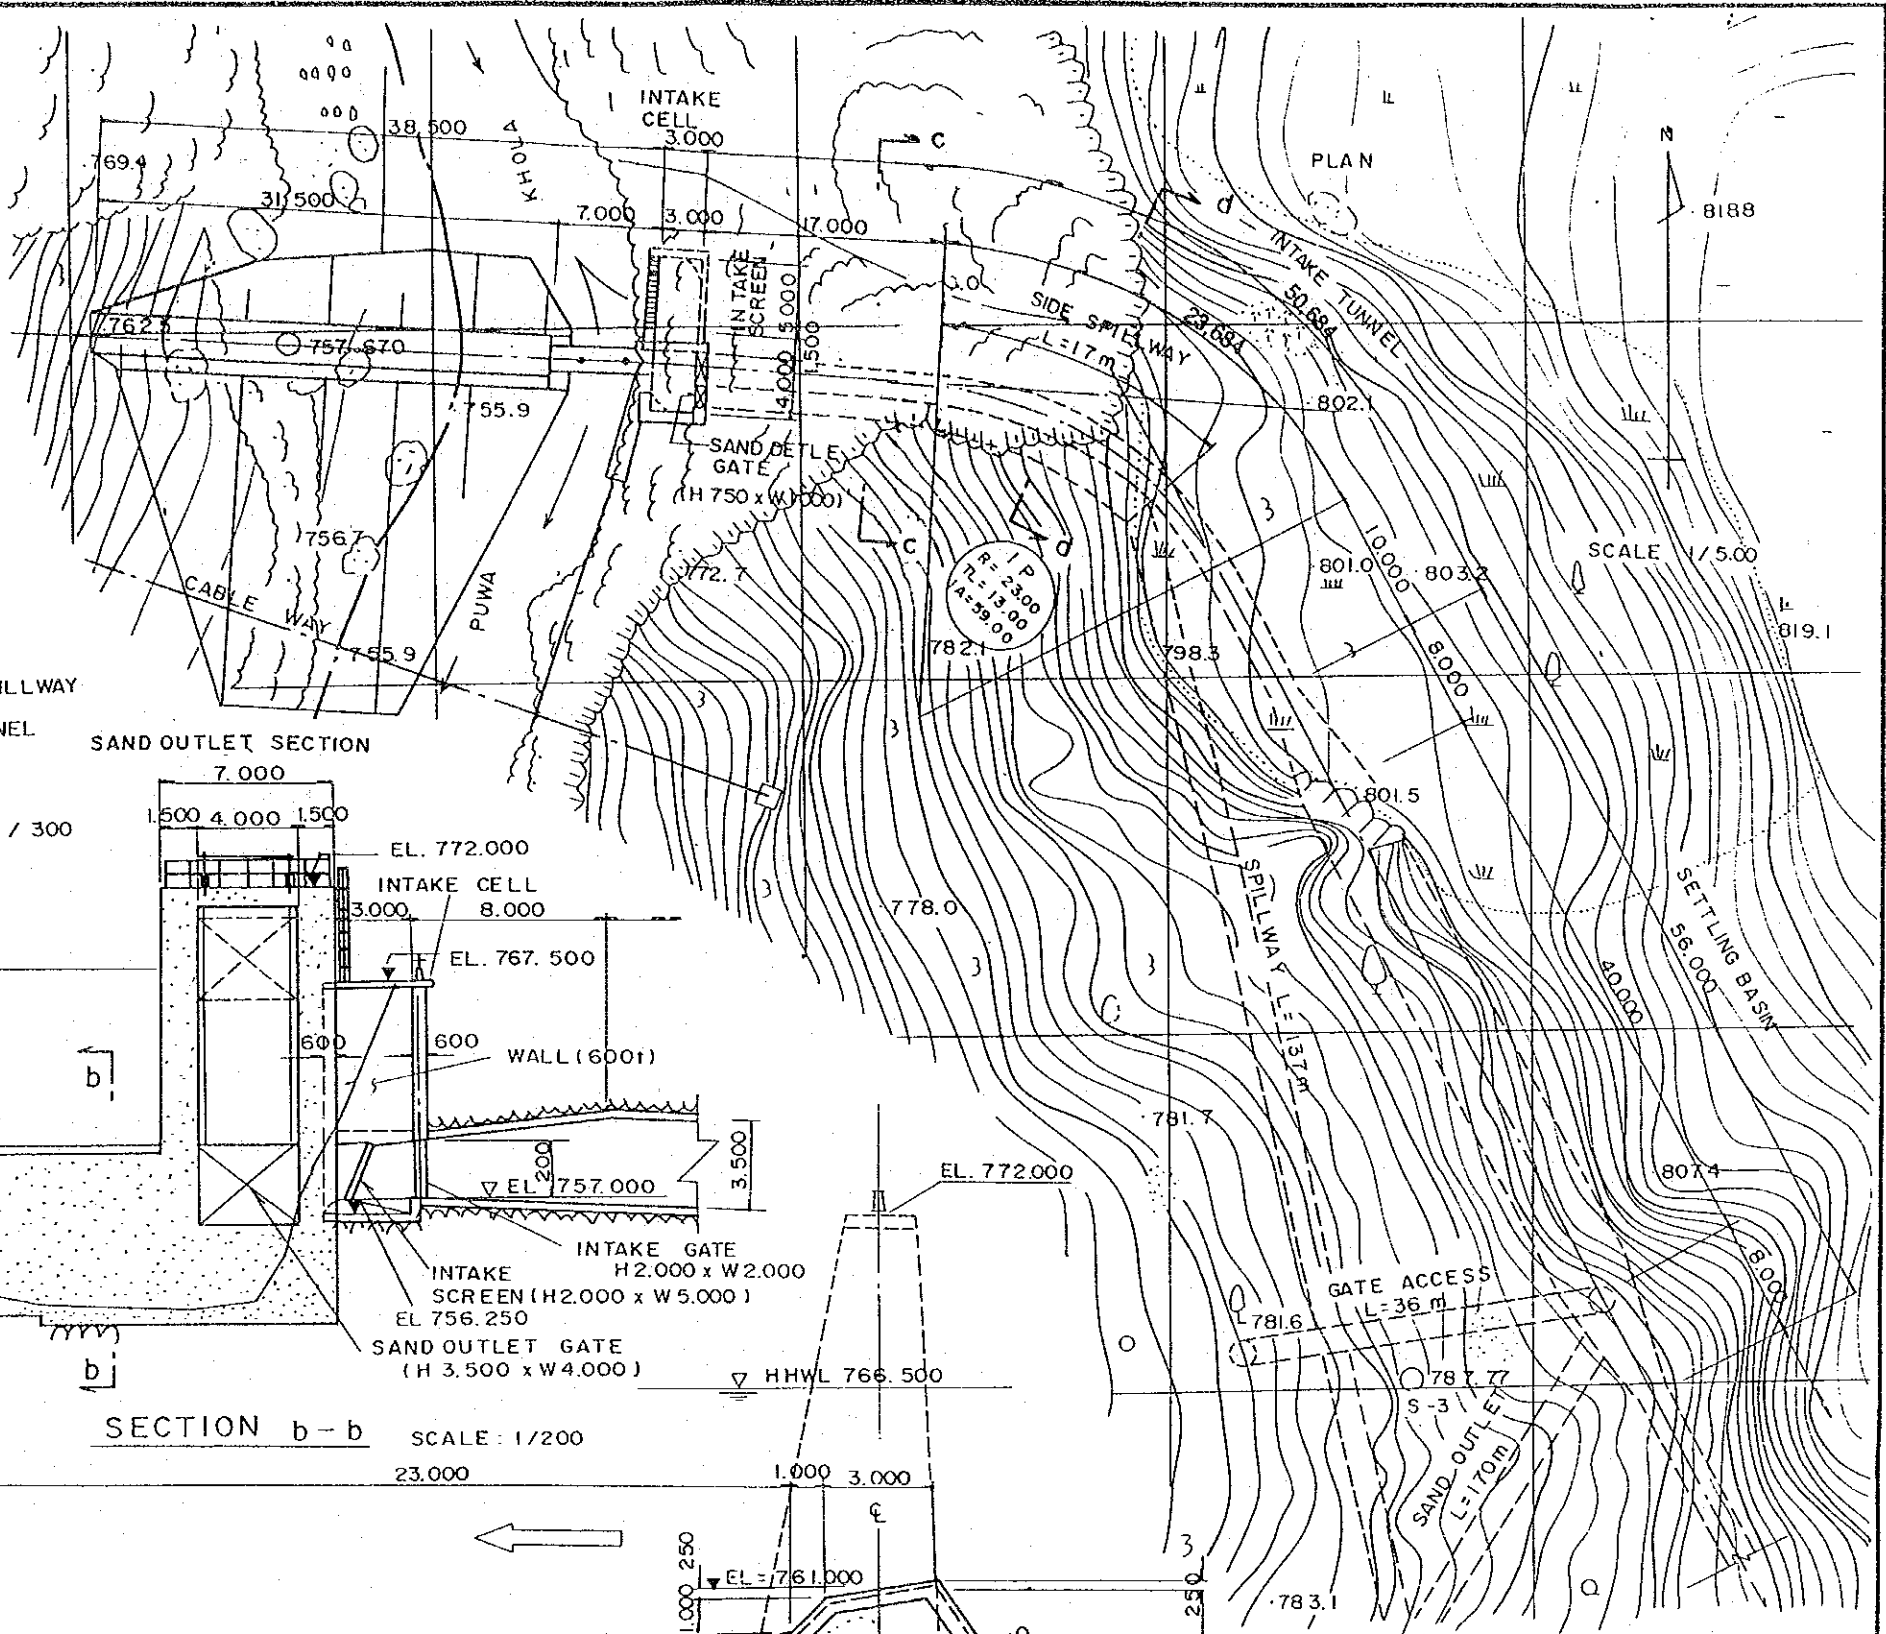 INTAKE
CELL
38,500
3.000
C
769.4
KHOLA
PLAN
N
31,500
7.000
3.000
17.000
d
8188
INTAKE
SCREEN
INTAKE TUNNEL
50,684
5.000
SIDE SPILLWAY
L=17m
23,684
762.5
757.670
1.500
4.000
755.9
802.1
SAND OETLE
GATE
(H 750 x W 1000)
756.7
C
d
772.7
I P
R= 23.00
TL= 13.00
IA=59.00
801.0
10.000
803.2
SCALE 1/5.00
CABLE WAY
PUWA
819.1
782.1
798.3
755.9
8.000
ILLWAY
NEL
SAND OUTLET SECTION
7.000
801.5
/ 300
1.500
4.000
1.500
EL. 772.000
INTAKE CELL
3.000
8.000
778.0
SPILLWAY L=137m
SETTLING BASIN
56.000
40.000
EL. 767.500
600
600
WALL (600t)
b
781.7
2.200
3.500
EL 757.000
EL. 772.000
807.4
INTAKE GATE
H2.000 x W2.000
INTAKE
SCREEN (H2.000 x W 5.000)
EL 756.250
8.000
GATE ACCESS
L=36 m
781.6
SAND OUTLET GATE
(H 3.500 x W4.000)
b
HHWL 766.500
787.77
S-3
SECTION b-b
SCALE: 1/200
SAND OUTLET
L=170m
23.000
1.000
3.000
250
EL=761.000
1.000
250
783.1